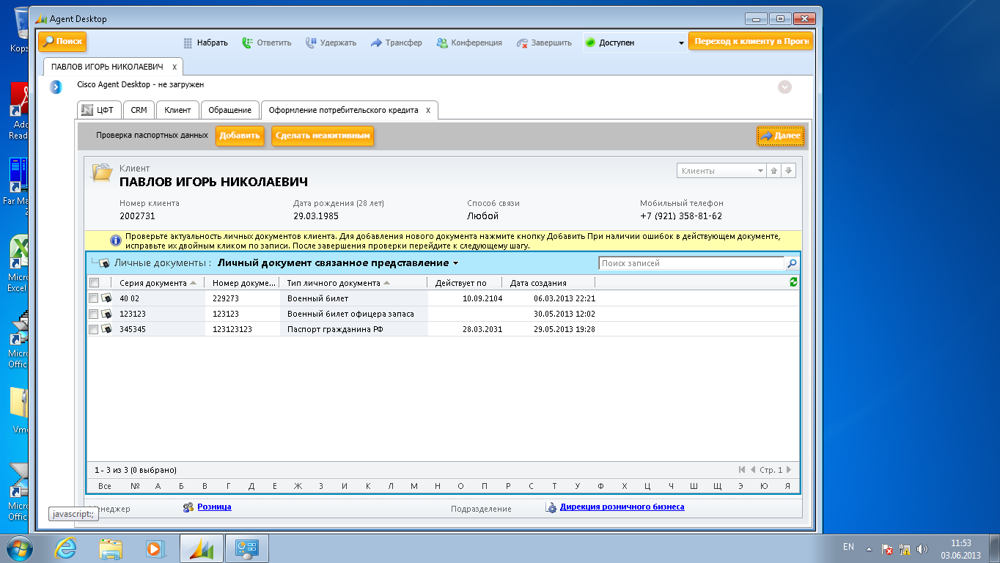 Agent Desktop
Поиск
Набрать Ответить Удержать Трансфер Конференция Завершить Доступен
Переход к клиенту в Прогн
ПАВЛОВ ИГОРЬ НИКОЛАЕВИЧ x
Cisco Agent Desktop - не загружен
ЦФТ CRM Клиент Обращение Оформление потребительского кредита x
Проверка паспортных данных Добавить Сделать неакитивным Далее
Клиент
ПАВЛОВ ИГОРЬ НИКОЛАЕВИЧ
Клиенты
Номер клиента Дата рождения (28 лет) Способ связи Мобильный телефон
2002731 29.03.1985 Любой +7 (921) 358-81-62
Проверьте актуальность личных документов клиента. Для добавления нового документа нажмите кнопку Добавить При наличии ошибок в действующем документе,
исправьте их двойным кликом по записи. После завершения проверки перейдите к следующему шагу.
Личные документы : Личный документ связанное представление
Поиск записей
Серия документа Номер докуме... Тип личного документа Действует по Дата создания
40 02 229273 Военный билет 10.09.2104 06.03.2013 22:21
123123 123123 Военный билет офицера запаса 30.05.2013 12:02
345345 123123123 Паспорт гражданина РФ 28.03.2031 29.05.2013 19:28
1 - 3 из 3 (0 выбрано) Стр. 1
Все № А Б В Г Д Е Ж З И К Л М Н О П Р С Т У Ф Х Ц Ч Ш Щ Э Ю Я
енеджер Розница Подразделение Дирекция розничного бизнеса
javascript:;
Корз
Ado
Read
Far Ma
2
Micro
Excel
Micro
Offic
Vm
Micro
Offic
EN
11:53
03.06.2013